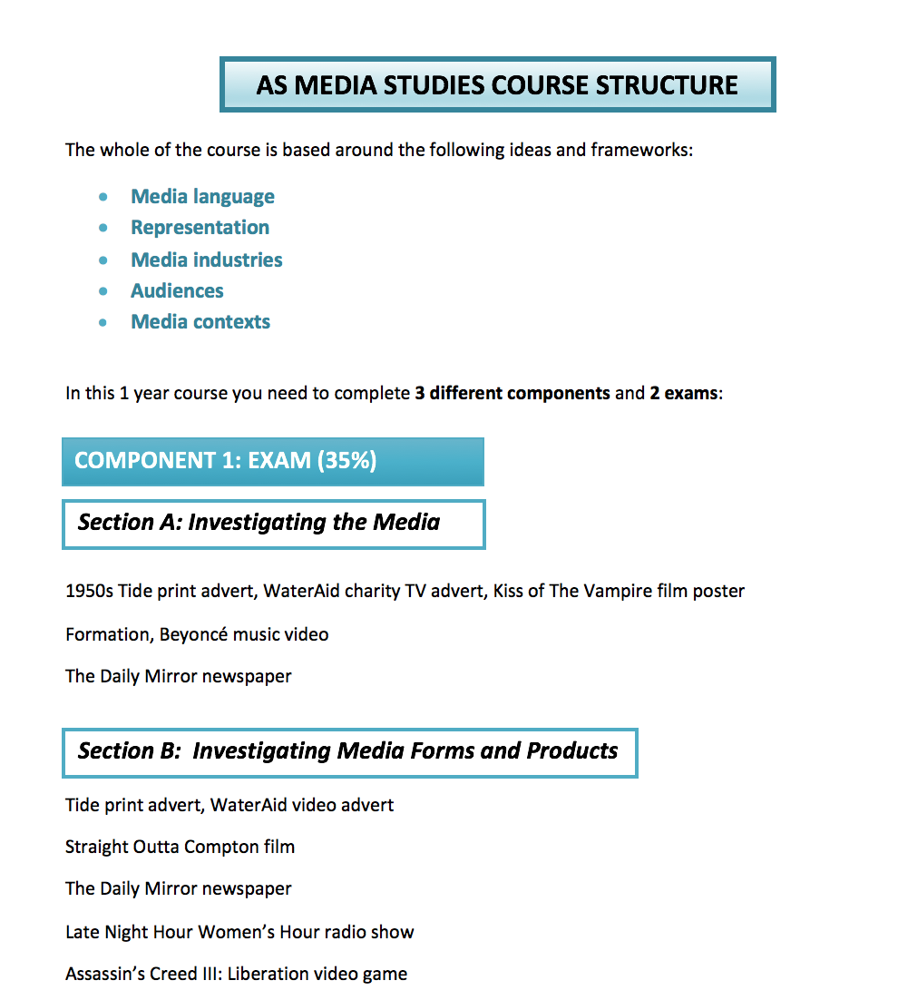 AS MEDIA STUDIES COURSE STRUCTURE
The whole of the course is based around the following ideas and frameworks:
• Media language
• Representation
• Media industries
• Audiences
• Media contexts
In this 1 year course you need to complete 3 different components and 2 exams:
COMPONENT 1: EXAM (35%)
Section A: Investigating the Media
1950s Tide print advert, WaterAid charity TV advert, Kiss of The Vampire film poster
Formation, Beyoncé music video
The Daily Mirror newspaper
Section B:  Investigating Media Forms and Products
Tide print advert, WaterAid video advert
Straight Outta Compton film
The Daily Mirror newspaper
Late Night Hour Women’s Hour radio show
Assassin’s Creed III: Liberation video game